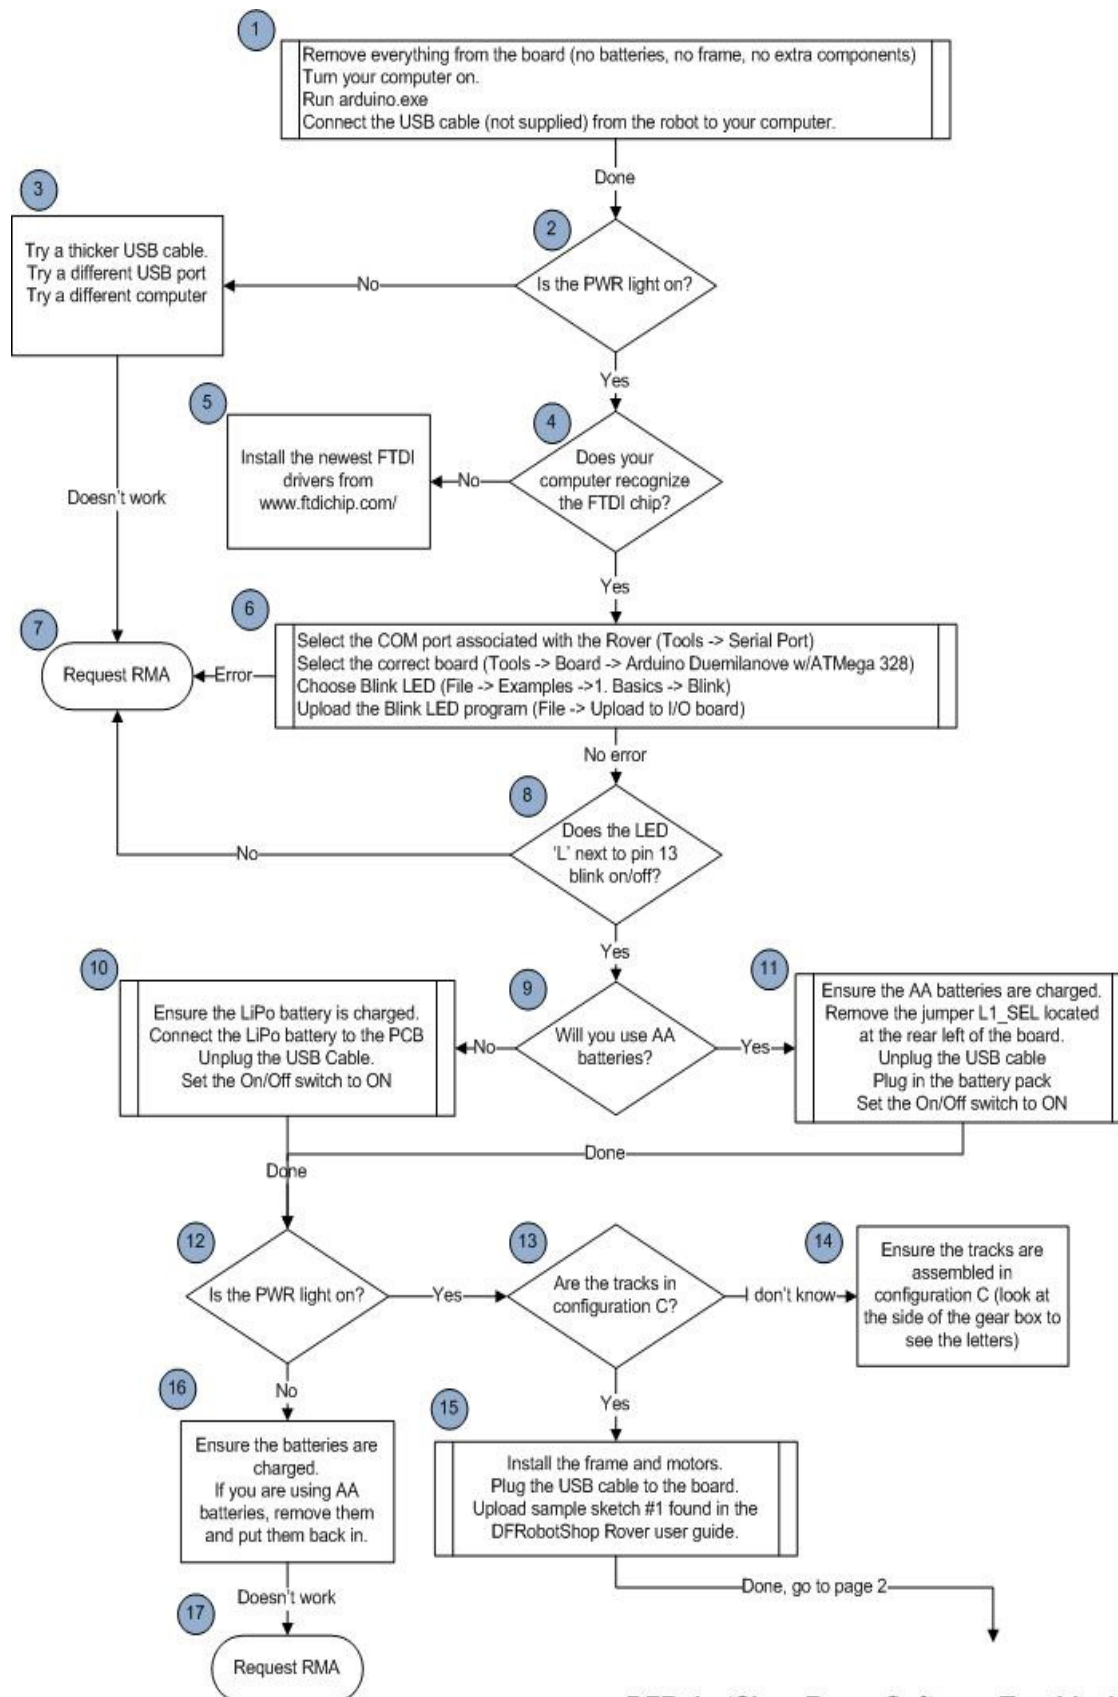 1
Remove everything from the board (no batteries, no frame, no extra components)
Turn your computer on.
Run arduino.exe
Connect the USB cable (not supplied) from the robot to your computer.
Done
2
Is the PWR light on?
No
3
Try a thicker USB cable.
Try a different USB port
Try a different computer
Doesn't work
Yes
4
Does your
computer recognize
the FTDI chip?
No
5
Install the newest FTDI
drivers from
www.ftdichip.com/
Yes
6
Select the COM port associated with the Rover (Tools -> Serial Port)
Select the correct board (Tools -> Board -> Arduino Duemilanove w/ATMega 328)
Choose Blink LED (File -> Examples ->1. Basics -> Blink)
Upload the Blink LED program (File -> Upload to I/O board)
Error
7
Request RMA
No error
8
Does the LED
'L' next to pin 13
blink on/off?
No
Yes
9
Will you use AA
batteries?
No
10
Ensure the LiPo battery is charged.
Connect the LiPo battery to the PCB
Unplug the USB Cable.
Set the On/Off switch to ON
Yes
11
Ensure the AA batteries are charged.
Remove the jumper L1_SEL located
at the rear left of the board.
Unplug the USB cable
Plug in the battery pack
Set the On/Off switch to ON
Done
Done
12
Is the PWR light on?
Yes
13
Are the tracks in
configuration C?
I don't know
14
Ensure the tracks are
assembled in
configuration C (look at
the side of the gear box to
see the letters)
No
16
Ensure the batteries are
charged.
If you are using AA
batteries, remove them
and put them back in.
Doesn't work
17
Request RMA
Yes
15
Install the frame and motors.
Plug the USB cable to the board.
Upload sample sketch #1 found in the
DFRobotShop Rover user guide.
Done, go to page 2